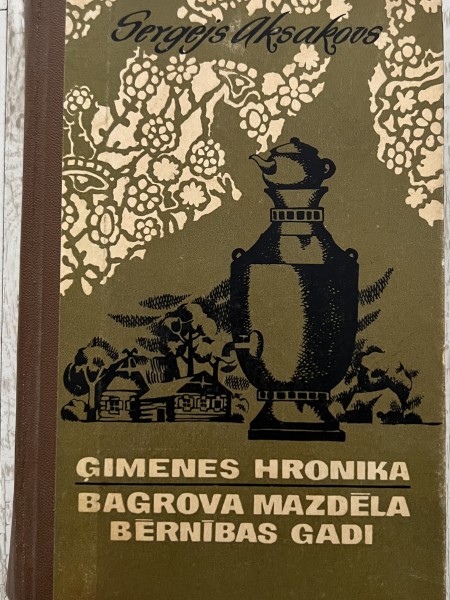 Sergejs Aksakovs
ĢIMENES HRONIKA
BAGROVA MAZDĒLA
BĒRNĪBAS GADI